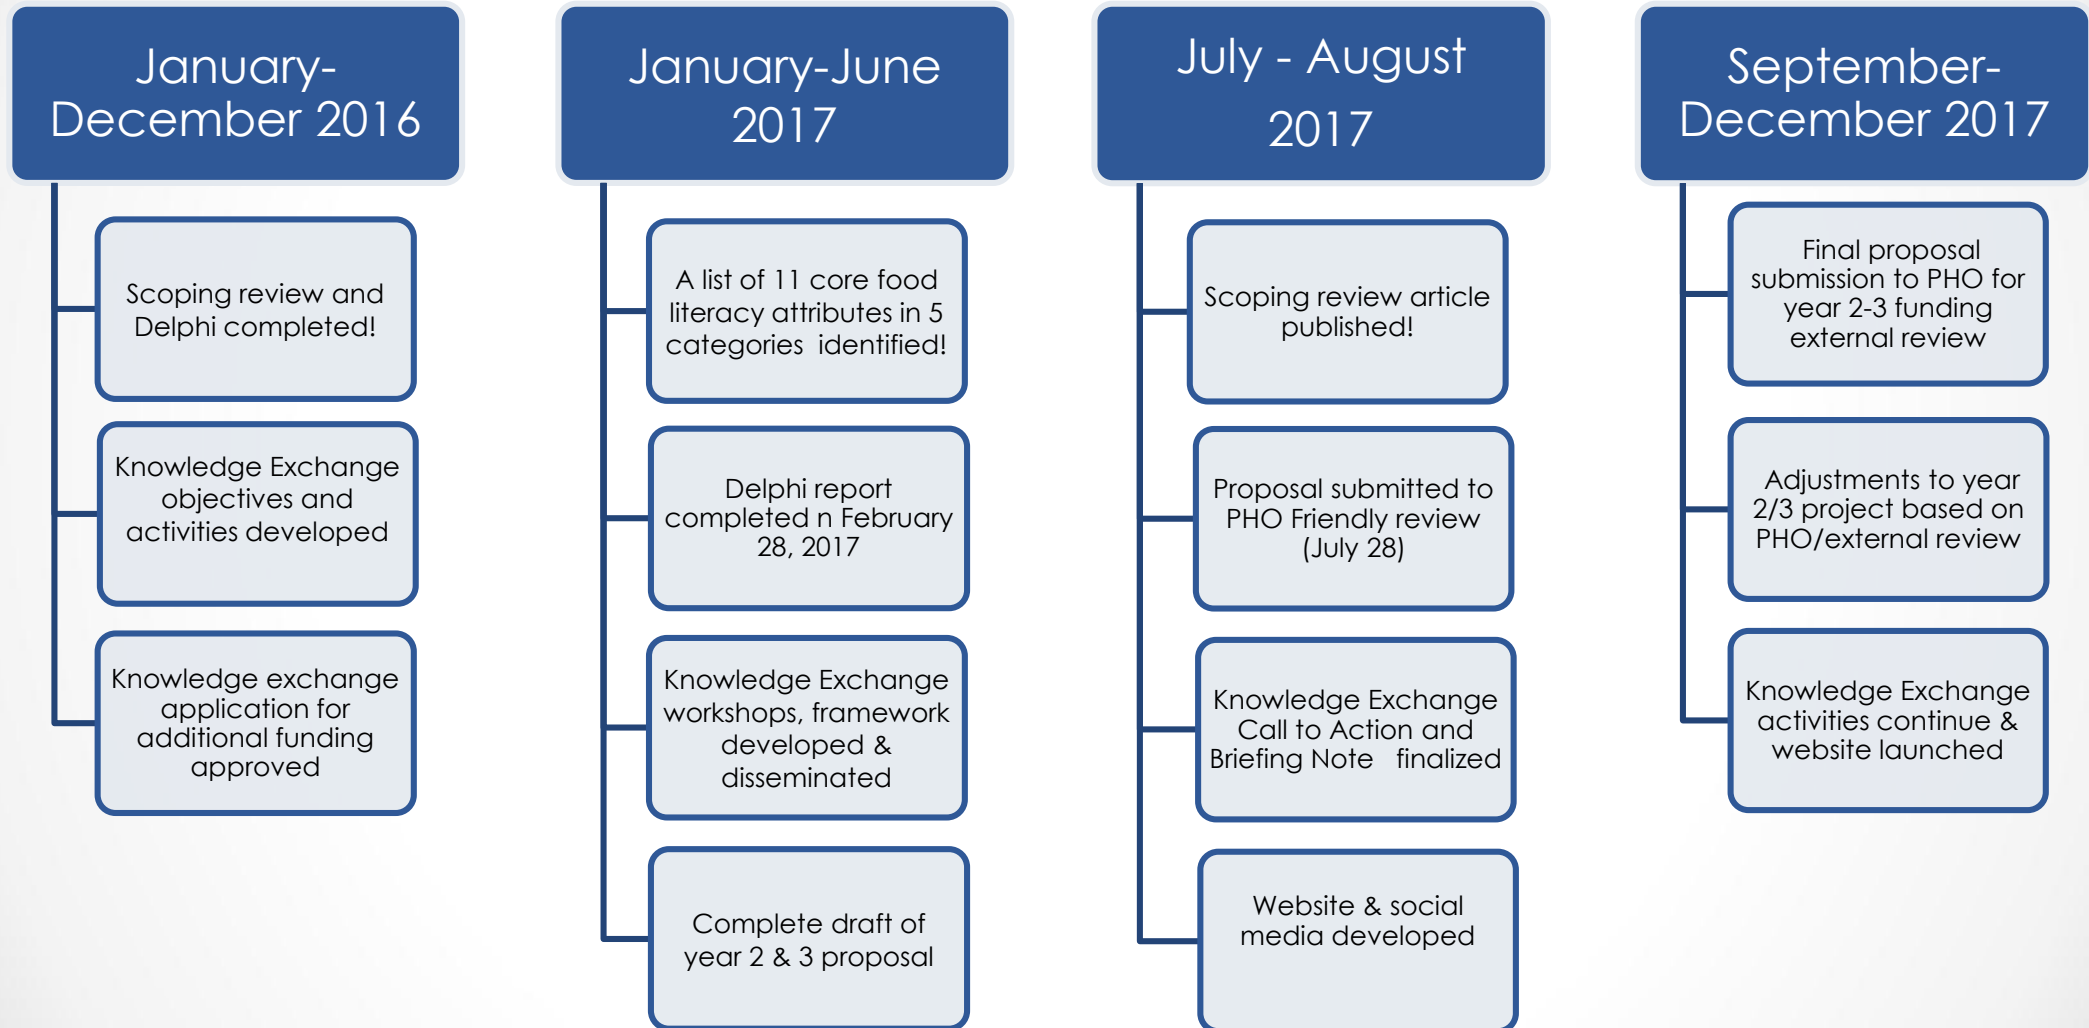 January-
December 2016
Scoping review and
Delphi completed!
Knowledge Exchange
objectives and
activities developed
Knowledge exchange
application for
additional funding
approved
January-June
2017
A list of 11 core food
literacy attributes in 5
categories identified!
Delphi report
completed n February
28, 2017
Knowledge Exchange
workshops, framework
developed &
disseminated
Complete draft of
year 2 & 3 proposal
July - August
2017
Scoping review article
published!
Proposal submitted to
PHO Friendly review
(July 28)
Knowledge Exchange
Call to Action and
Briefing Note finalized
Website & social
media developed
September-
December 2017
Final proposal
submission to PHO for
year 2-3 funding
external review
Adjustments to year
2/3 project based on
PHO/external review
Knowledge Exchange
activities continue &
website launched